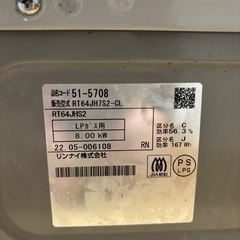 品名コード 51-5708
販売型式 RT64JH7S2-CL
RT64JHS2
LPガス用
8.00 kW
区分名 C
効率 56.3 %
区分名 J
効率 167 Wh
22.05-006108
RN
リンナイ株式会社
JIA
PS
LPG